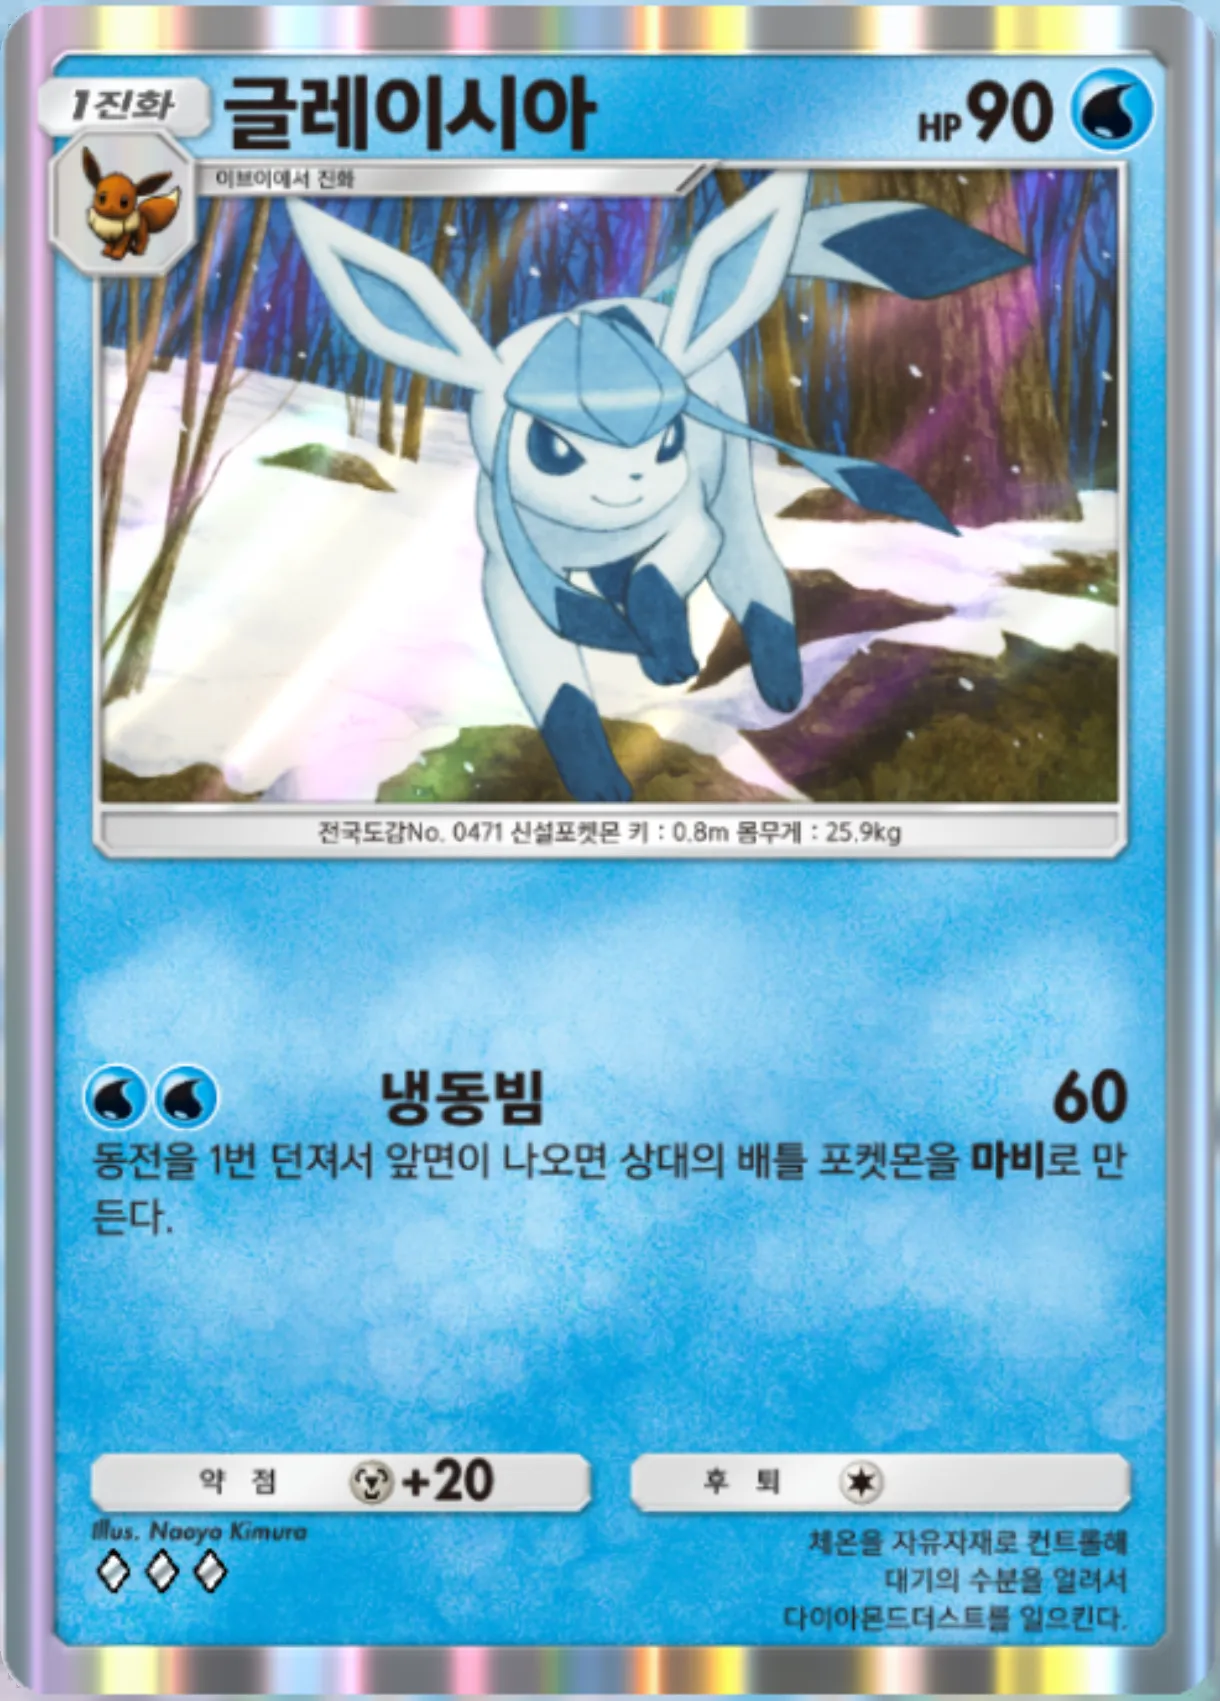 1진화 글레이시아 HP 90
이브이에서 진화
전국도감No. 0471 신설포켓몬 키 : 0.8m 몸무게 : 25.9kg
냉동빔 60
동전을 1번 던져서 앞면이 나오면 상대의 배틀 포켓몬을 마비로 만
든다.
약 점 +20 후 퇴
Illus. Naoyo Kimura
체온을 자유자재로 컨트롤해
대기의 수분을 얼려서
다이아몬드더스트를 일으킨다.